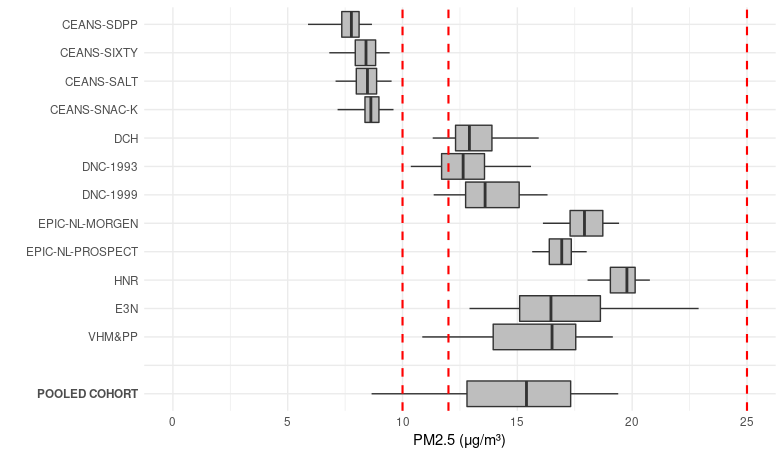 CEANS-SDPP
CEANS-SIXTY
CEANS-SALT
CEANS-SNAC-K
DCH
DNC-1993
DNC-1999
EPIC-NL-MORGEN
EPIC-NL-PROSPECT
HNR
E3N
VHM&PP
POOLED COHORT
0 5 10 15 20 25
PM2.5 (µg/m³)